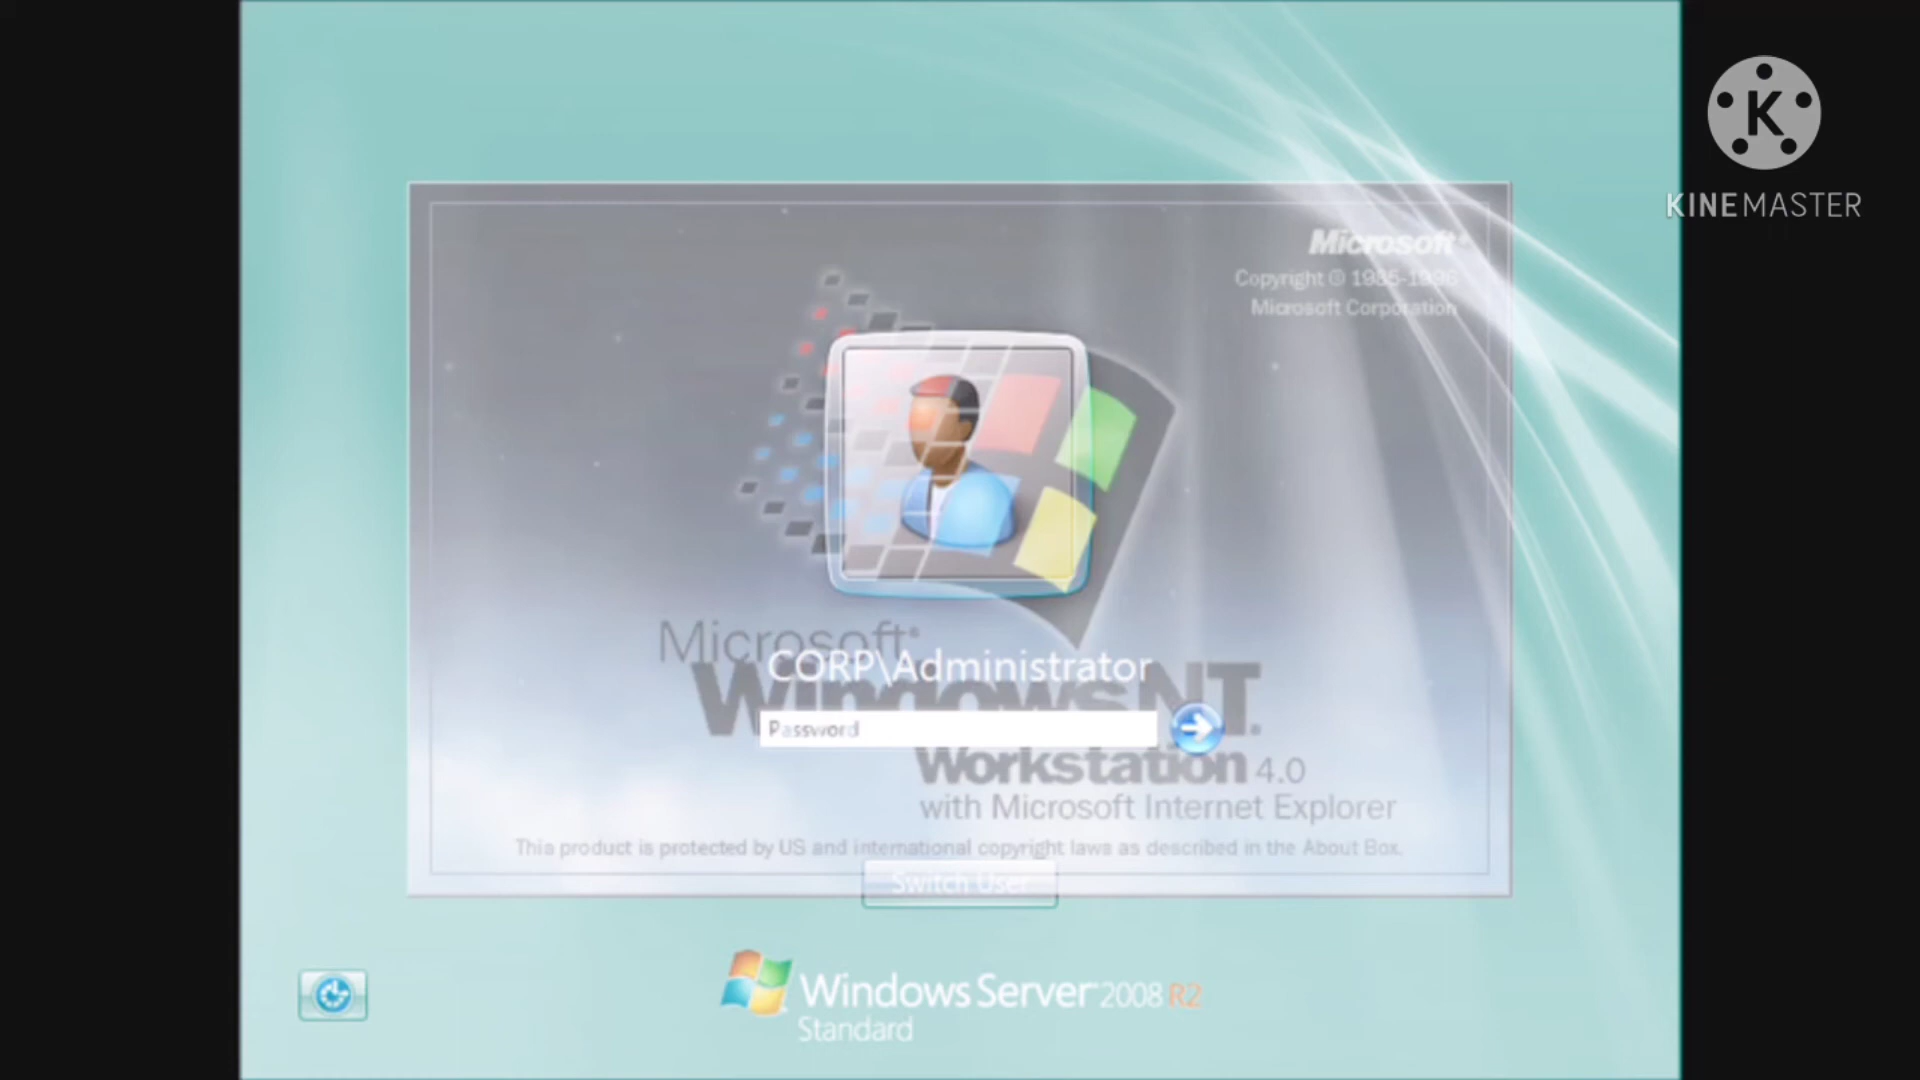 K
KINEMASTER
Microsoft®
Copyright © 1985-1996
Microsoft Corporation
Microsoft®
CORP\Administrator
Windows NT.
Password
Workstation 4.0
with Microsoft Internet Explorer
This product is protected by US and international copyright laws as described in the About Box.
Switch User
Windows Server 2008 R2
Standard